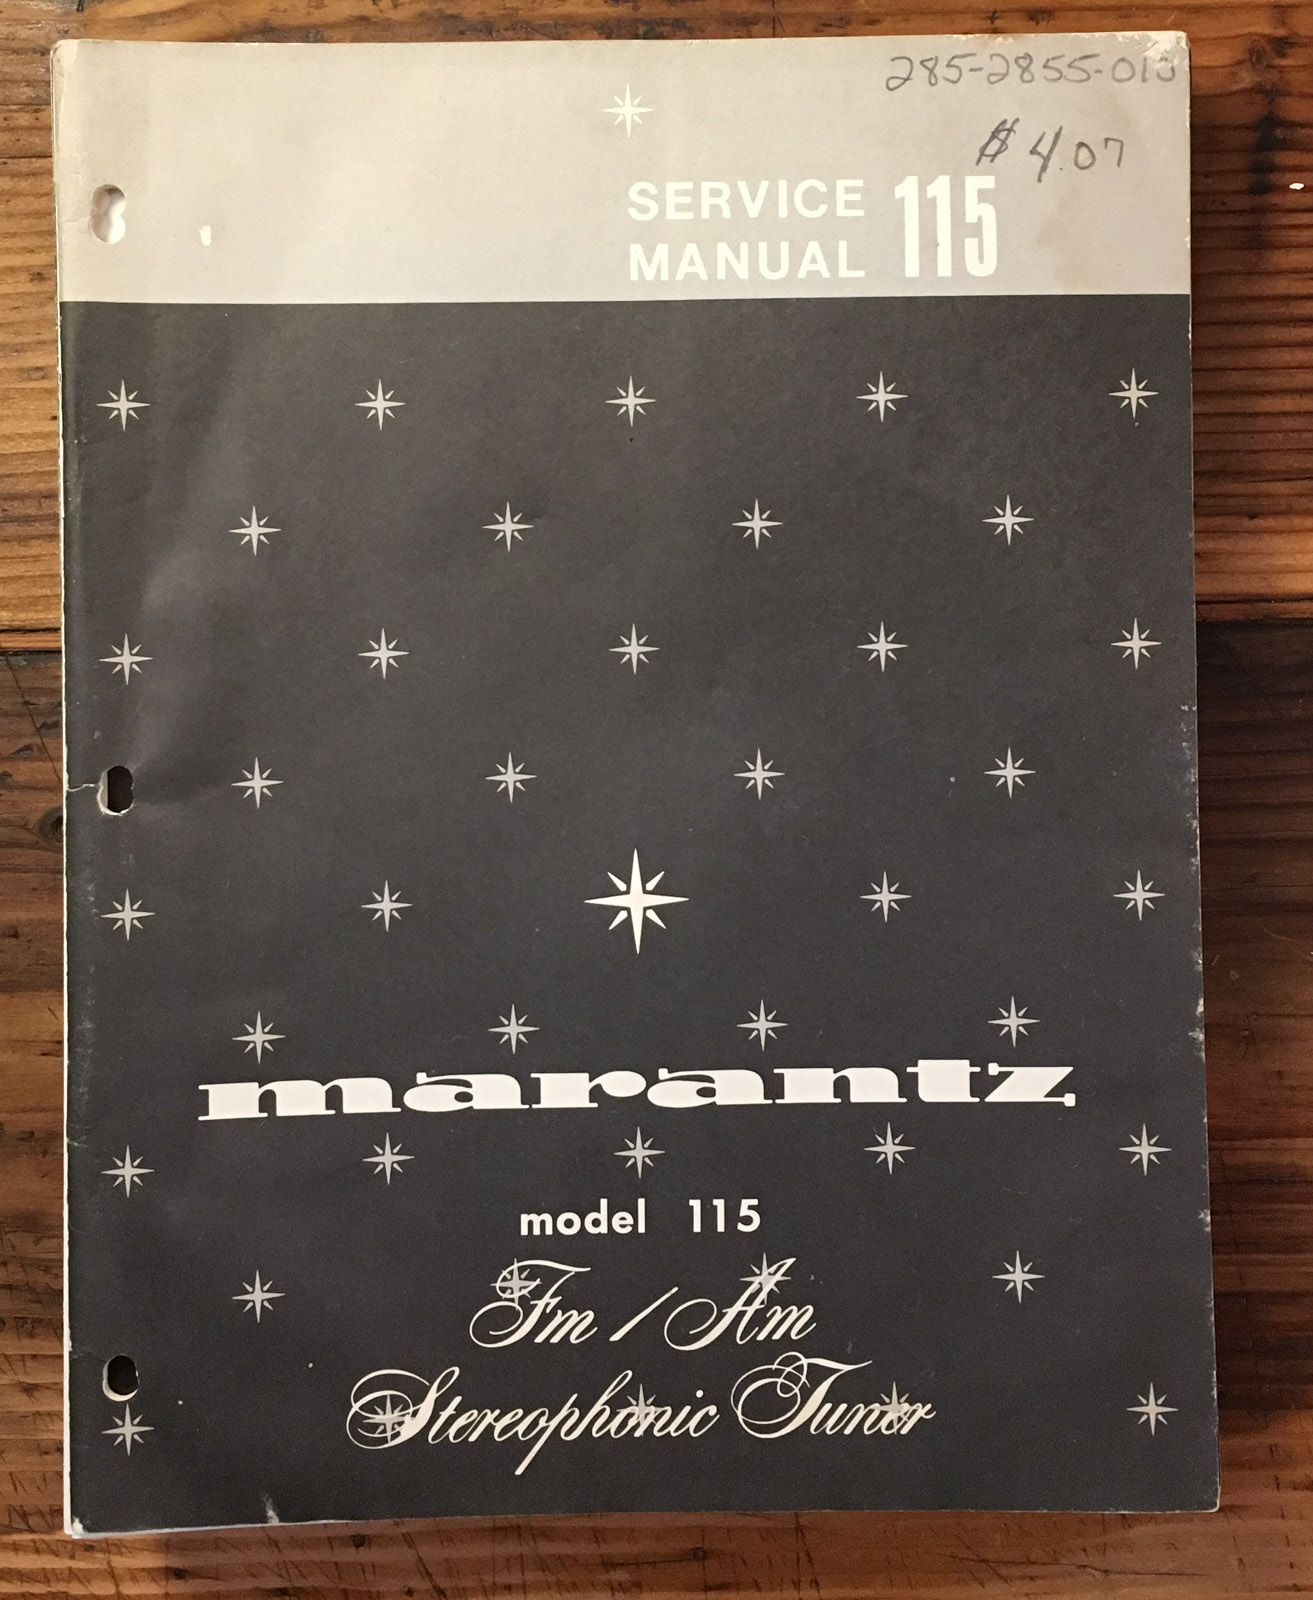 285-2855-013
$4.07
SERVICE
MANUAL 115
marantz
model 115
Fm / Am
Stereophonic Tuner